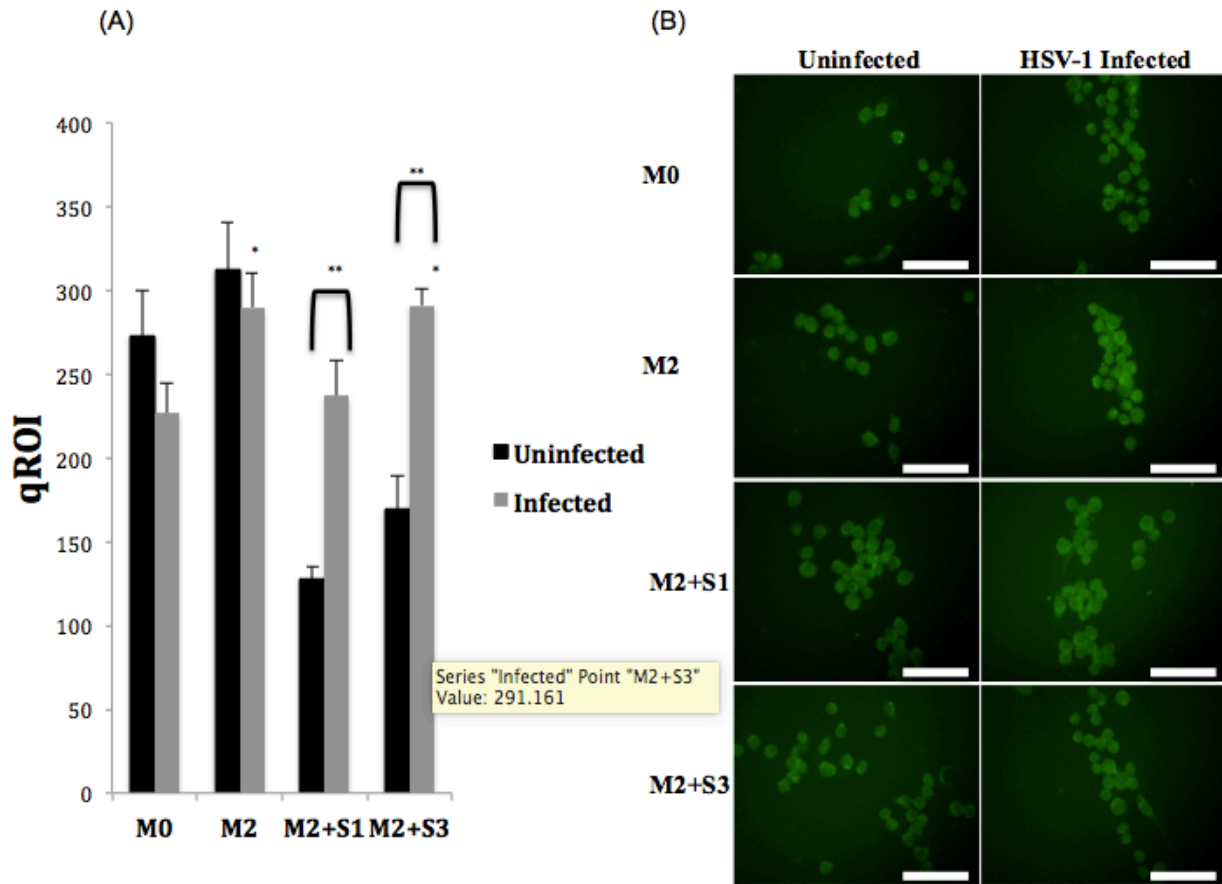 (A)
400
350
300
250
200
150
100
50
0
qROI
*
**
**
*
Uninfected
Infected
Series "Infected" Point "M2+S3"
Value: 291.161
M0 M2 M2+S1 M2+S3
(B)
Uninfected HSV-1 Infected
M0
M2
M2+S1
M2+S3